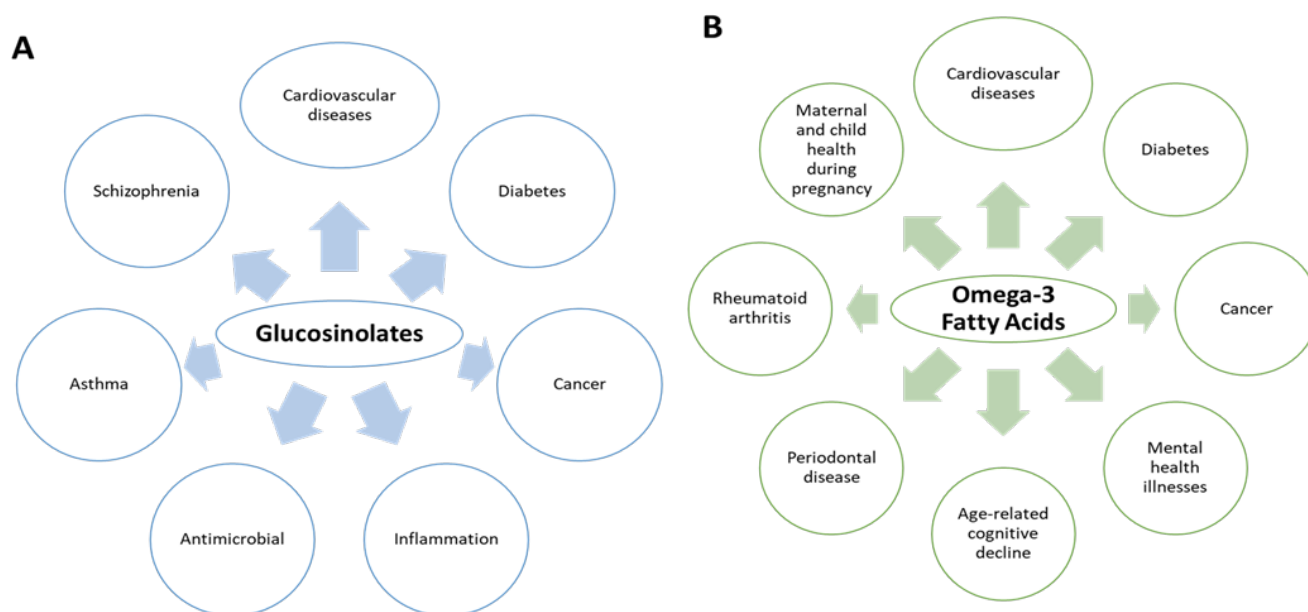 A
Cardiovascular
diseases
Schizophrenia
Diabetes
Glucosinolates
Asthma
Cancer
Antimicrobial
Inflammation
B
Cardiovascular
diseases
Maternal
and child
health during
pregnancy
Diabetes
Rheumatoid
arthritis
Omega-3
Fatty Acids
Cancer
Periodontal
disease
Mental
health
illnesses
Age-related
cognitive
decline